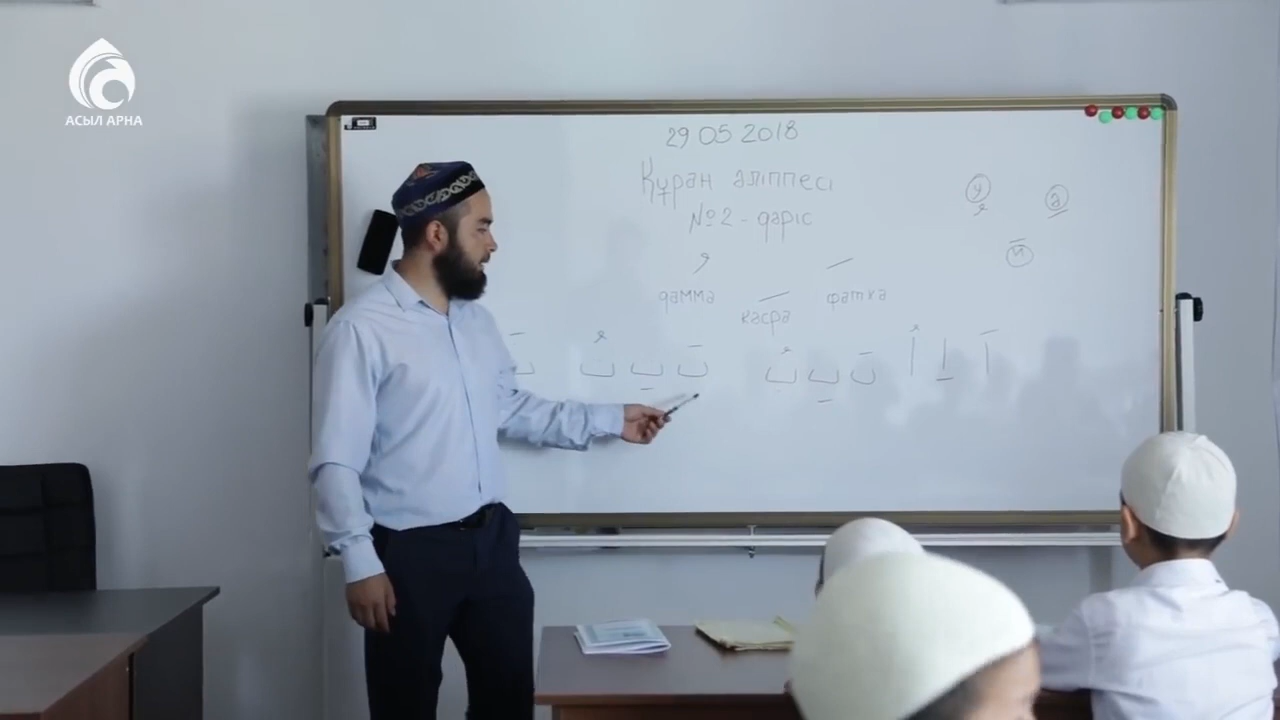 АСЫЛ АРНА
29 05 2018
Құран әліппесі
№2 - дәріс
дамма
касра
фатха
у
ә
и
تَ تُ تِ تَ
بُ بِ بَ أُ إِ أَ